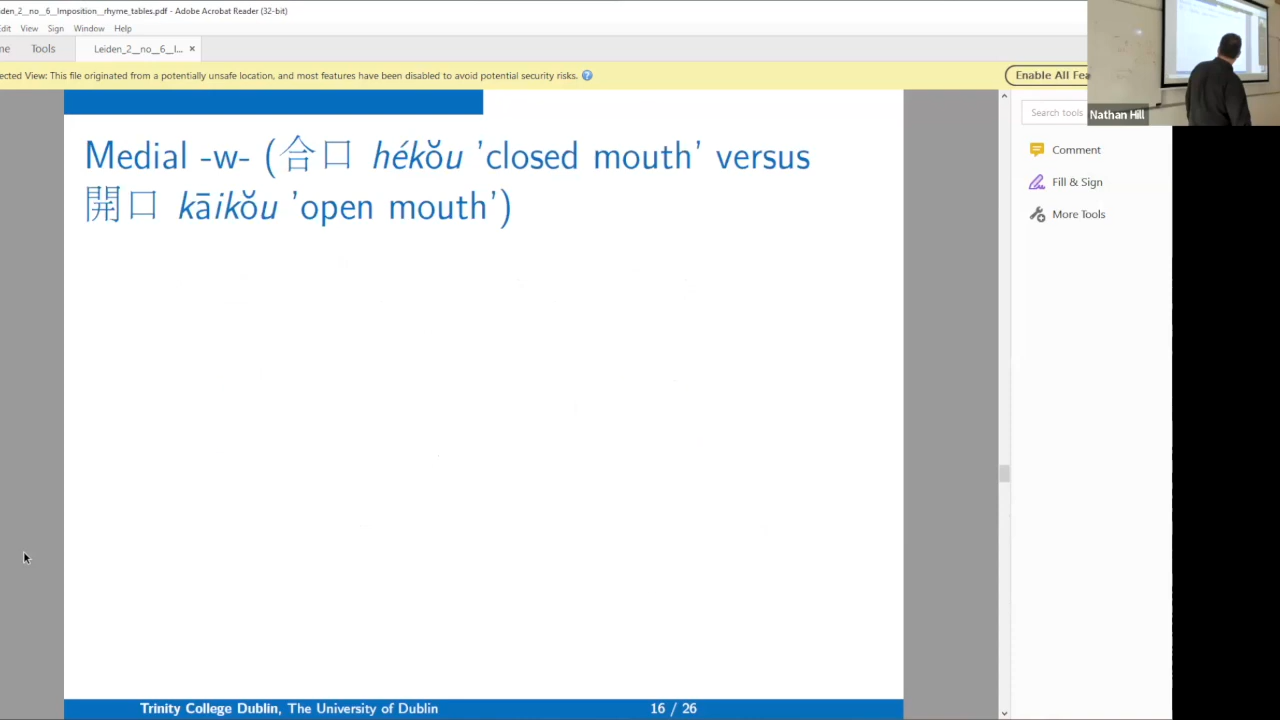 Leiden_2__no__6__Imposition__rhyme_tables.pdf - Adobe Acrobat Reader (32-bit)
Edit View Sign Window Help
Tools Leiden_2__no__6__I... ×
Protected View: This file originated from a potentially unsafe location, and most features have been disabled to avoid potential security risks. ? Enable All Fea
Search tools
Nathan Hill
Comment
Fill & Sign
More Tools
Medial -w- (合口 hékǒu 'closed mouth' versus
開口 kāikǒu 'open mouth')
Trinity College Dublin, The University of Dublin 16 / 26